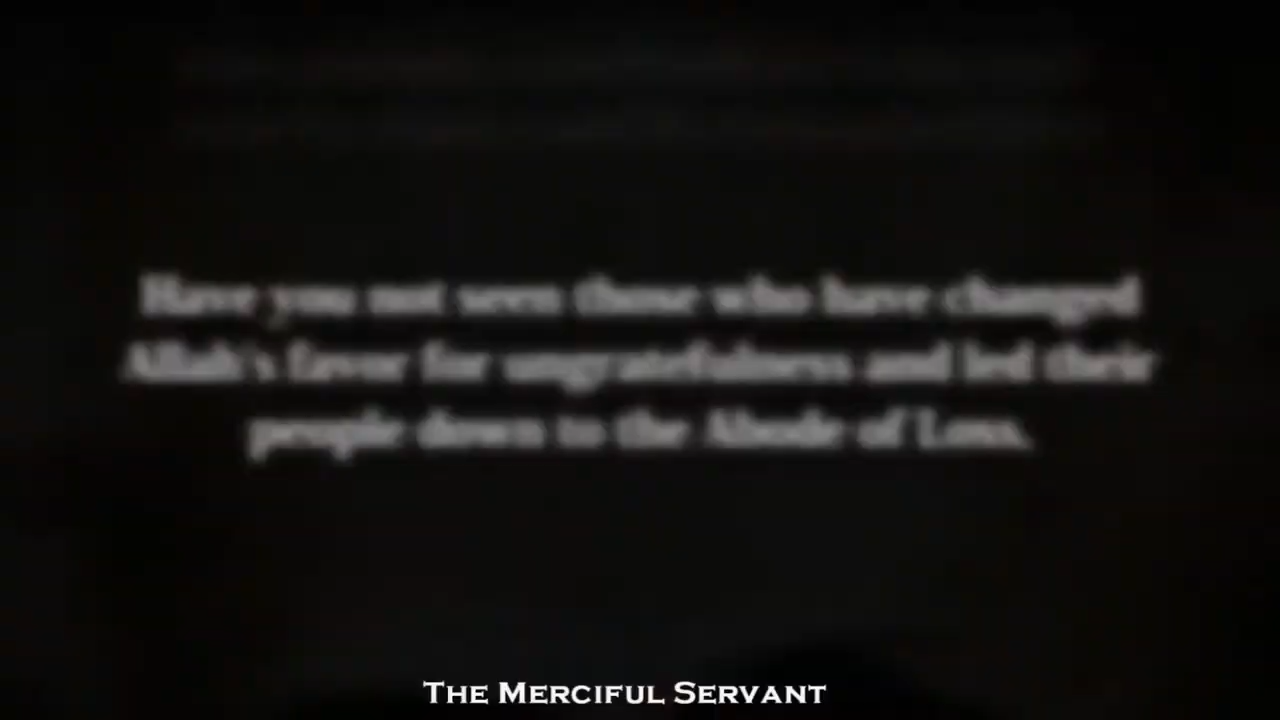 Have you not seen those who have changed
Allah's favor for ungratefulness and led their
people down to the Abode of Loss.
THE MERCIFUL SERVANT